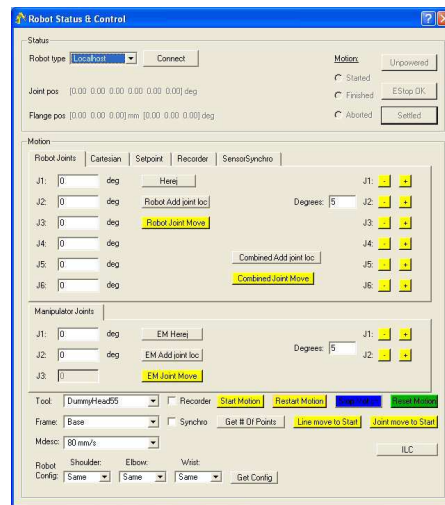 Robot Status & Control
Status
Robot type Localhost Connect Motion: Unpowered
Started
Joint pos [0.00 0.00 0.00 0.00 0.00 0.00] deg Finished EStop OK
Flange pos [0.00 0.00 0.00] mm [0.00 0.00 0.00] deg Aborted Settled
Motion
Robot Joints Cartesian Setpoint Recorder SensorSynchro
J1: 0 deg Herej J1: - +
J2: 0 deg Robot Add joint loc Degrees: 5 J2: - +
J3: 0 deg Robot Joint Move J3: - +
J4: 0 deg J4: - +
J5: 0 deg Combined Add joint loc J5: - +
J6: 0 deg Combined Joint Move J6: - +
Manipulator Joints
J1: 0 deg EM Herej J1: - +
J2: 0 deg EM Add joint loc Degrees: 5 J2: - +
J3: 0 EM Joint Move
Tool: DummyHead55 Recorder Start Motion Restart Motion Reset Motion
Frame: Base Synchro Get # Of Points Line move to Start Joint move to Start
Mdesc: 80 mm/s ILC
Shoulder: Elbow: Wrist:
Robot Config: Same Same Same Get Config